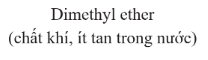 Dimethyl ether
(chất khí, ít tan trong nước)